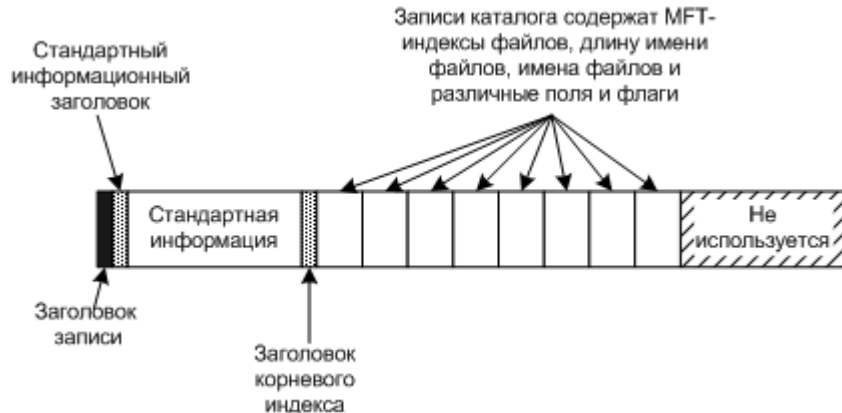 Записи каталога содержат MFT-
индексы файлов, длину имени
файлов, имена файлов и
различные поля и флаги
Стандартный
информационный
заголовок
Стандартная
информация
Не
используется
Заголовок
записи
Заголовок
корневого
индекса